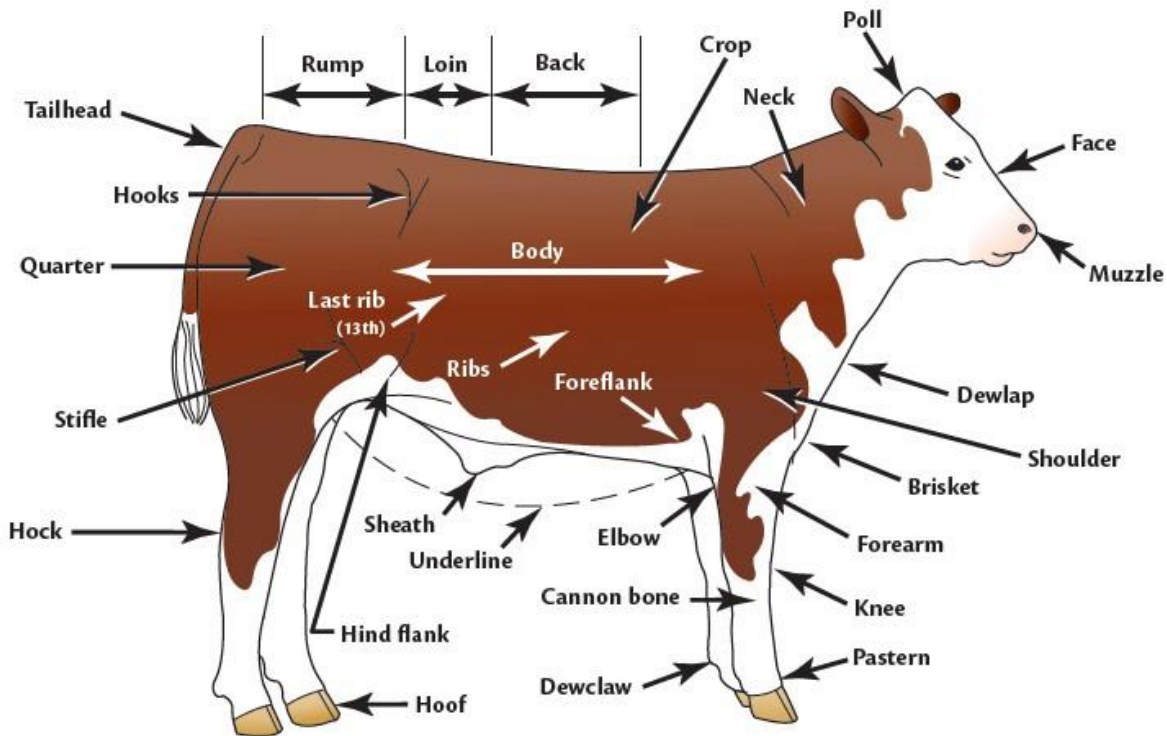 Poll
Crop
Rump
Loin
Back
Neck
Tailhead
Face
Hooks
Body
Quarter
Muzzle
Last rib
(13th)
Ribs
Foreflank
Dewlap
Stifle
Shoulder
Brisket
Sheath
Hock
Elbow
Forearm
Underline
Cannon bone
Knee
Hind flank
Pastern
Dewclaw
Hoof